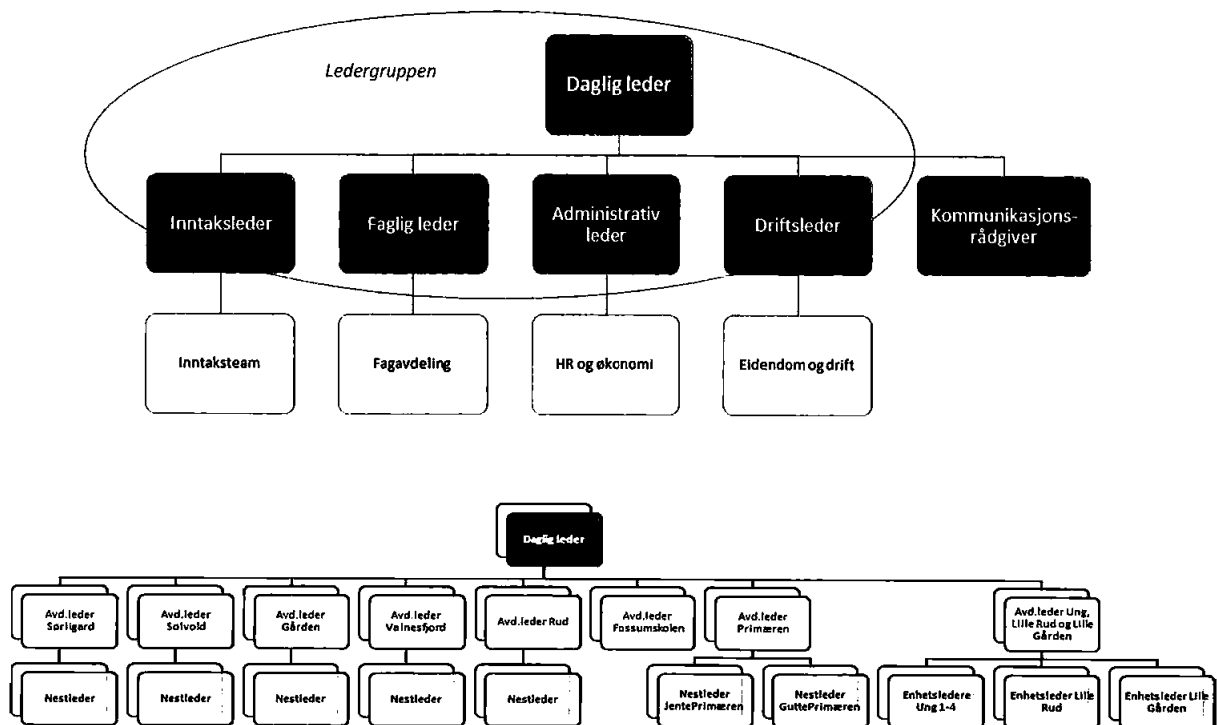 Ledergruppen
Daglig leder
Inntaksleder
Faglig leder
Administrativ
leder
Driftsleder
Kommunikasjons-
rådgiver
Inntaksteam
Fagavdeling
HR og økonomi
Eidendom og drift
Daglig leder
Avd.leder
Sørligard
Avd.leder
Solvold
Avd.leder
Gården
Avd.leder
Valnesfjord
Avd.leder Rud
Avd.leder
Fossumskolen
Avd.leder
Primæren
Avd.leder Ung,
Lille Rud og Lille
Gården
Nestleder
Nestleder
Nestleder
Nestleder
Nestleder
Nestleder
JentePrimæren
Nestleder
GuttePrimæren
Enhetsledere
Ung 1-4
Enhetsleder Lille
Rud
Enhetsleder Lille
Gården